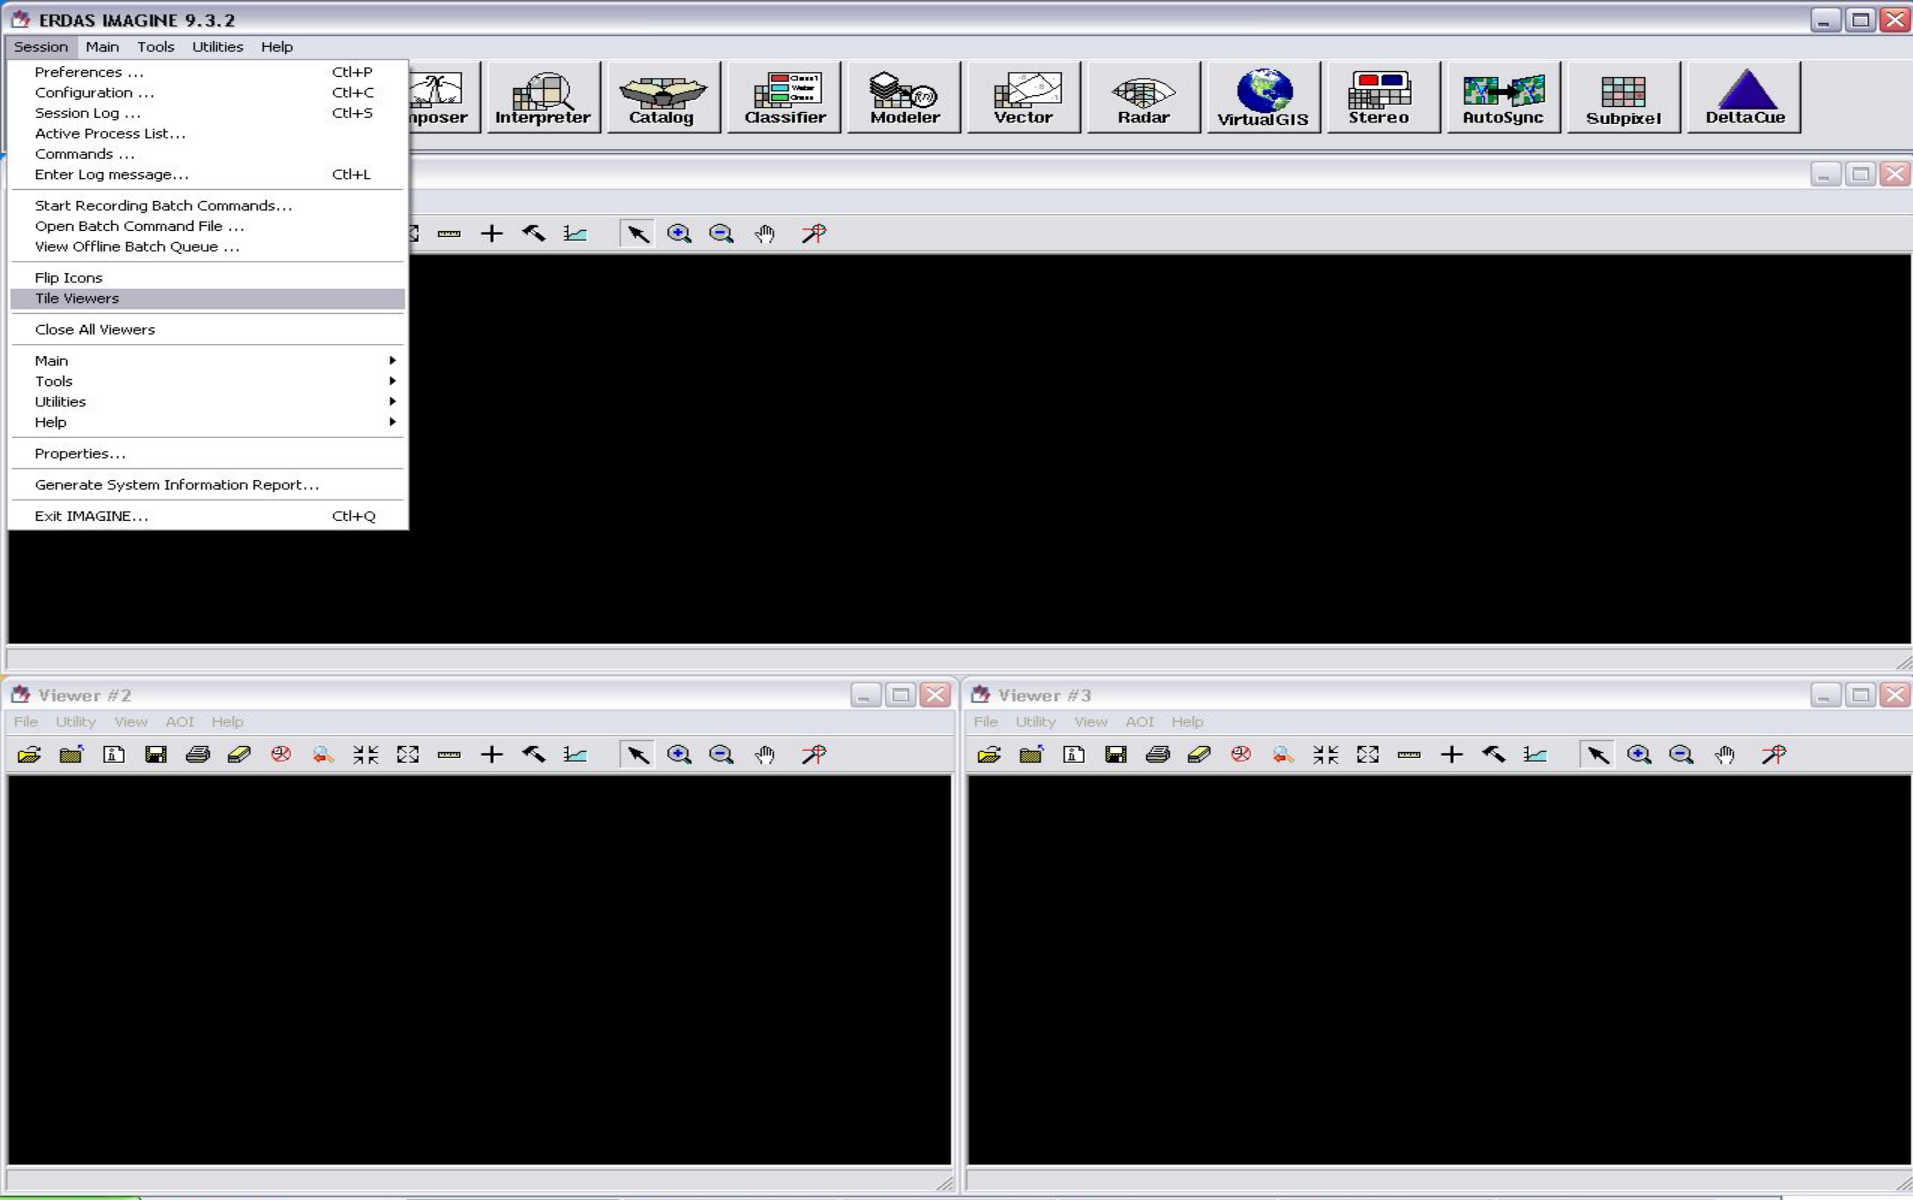 ERDAS IMAGINE 9.3.2
Session Main Tools Utilities Help
Preferences ... Ctl+P
Configuration ... Ctl+C
Session Log ... Ctl+S
Active Process List...
Commands ...
Enter Log message... Ctl+L
Start Recording Batch Commands...
Open Batch Command File ...
View Offline Batch Queue ...
Flip Icons
Tile Viewers
Close All Viewers
Main
Tools
Utilities
Help
Properties...
Generate System Information Report...
Exit IMAGINE... Ctl+Q
mposer Interpreter Catalog Classifier Modeler Vector Radar VirtualGIS Stereo AutoSync Subpixel DeltaCue
Class1
Water
Grass
f(n)
Viewer #2
File Utility View AOI Help
Viewer #3
File Utility View AOI Help